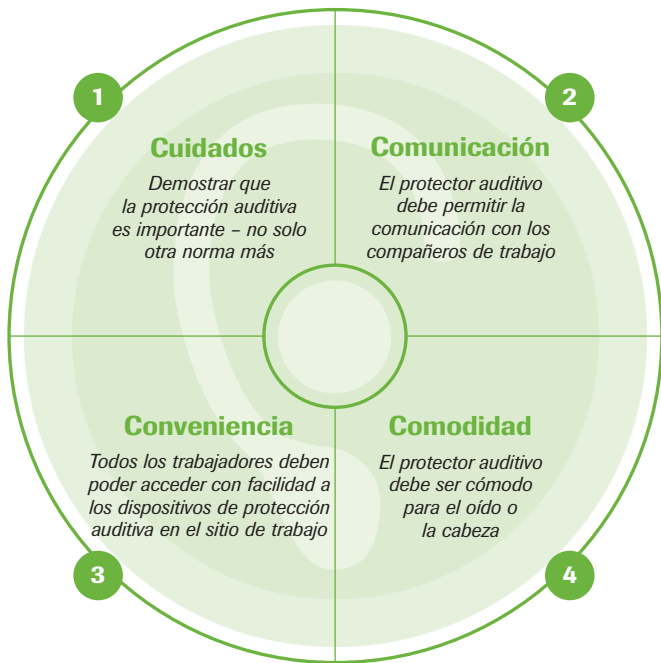 1
Cuidados
Demostrar que
la protección auditiva
es importante – no solo
otra norma más
2
Comunicación
El protector auditivo
debe permitir la
comunicación con los
compañeros de trabajo
3
Conveniencia
Todos los trabajadores deben
poder acceder con facilidad a
los dispositivos de protección
auditiva en el sitio de trabajo
4
Comodidad
El protector auditivo
debe ser cómodo
para el oído o
la cabeza